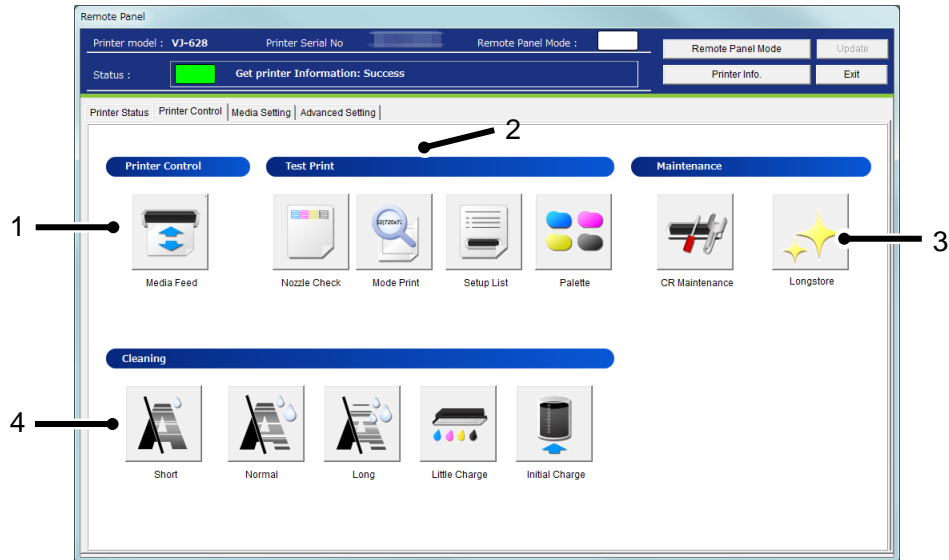 Remote Panel
Printer model : VJ-628 Printer Serial No Remote Panel Mode :
Remote Panel Mode Update
Status : Get printer Information: Success
Printer Info. Exit
Printer Status Printer Control Media Setting Advanced Setting
2
Printer Control Test Print Maintenance
1
3
Media Feed Nozzle Check Mode Print Setup List Palette CR Maintenance Longstore
Cleaning
4
Short Normal Long Little Charge Initial Charge